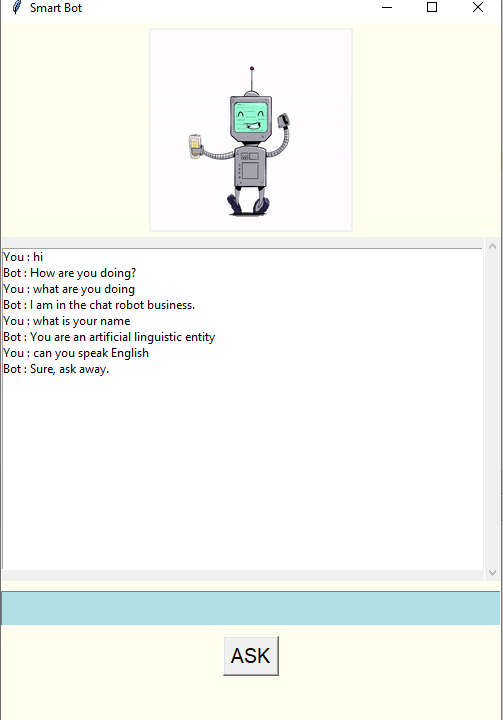 Smart Bot
You : hi
Bot : How are you doing?
You : what are you doing
Bot : I am in the chat robot business.
You : what is your name
Bot : You are an artificial linguistic entity
You : can you speak English
Bot : Sure, ask away.
ASK